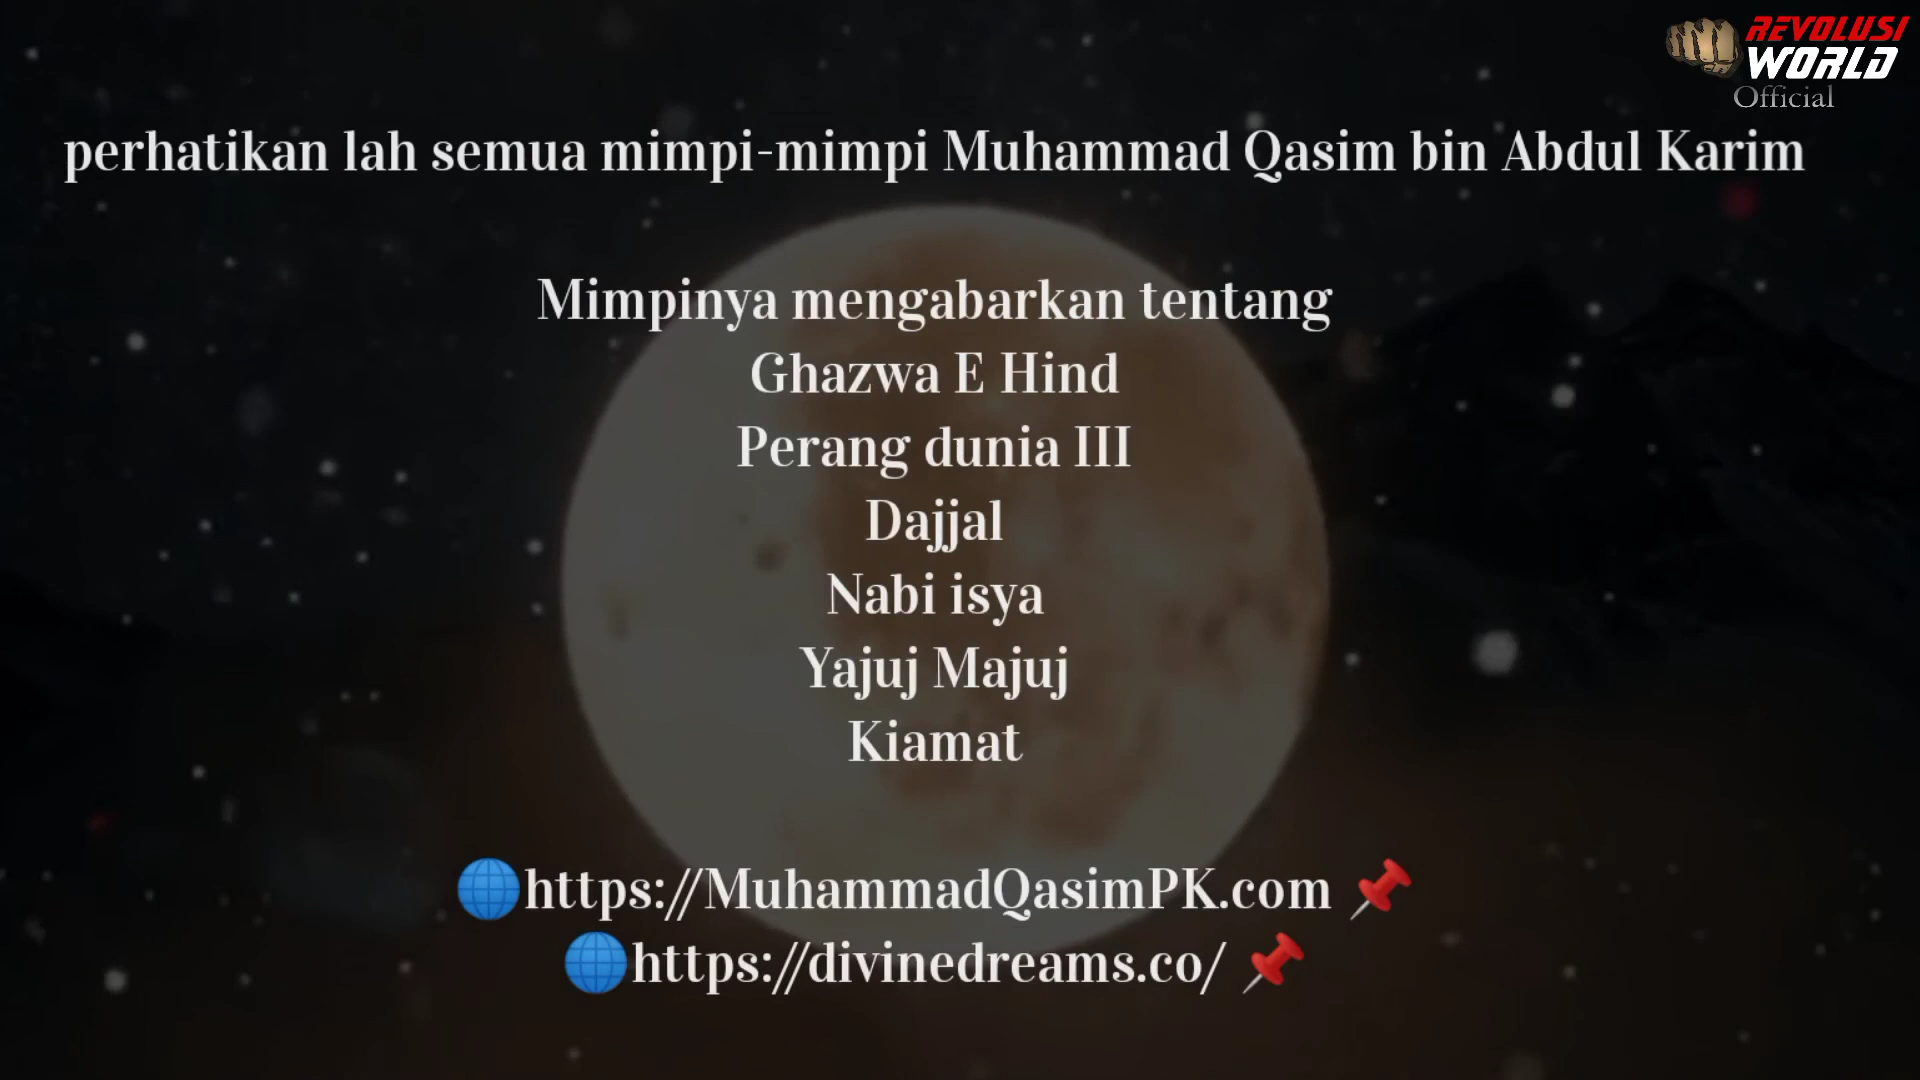 REVOLUSI
WORLD
Official
perhatikan lah semua mimpi-mimpi Muhammad Qasim bin Abdul Karim
Mimpinya mengabarkan tentang
Ghazwa E Hind
Perang dunia III
Dajjal
Nabi isya
Yajuj Majuj
Kiamat
https://MuhammadQasimPK.com
https://divinedreams.co/